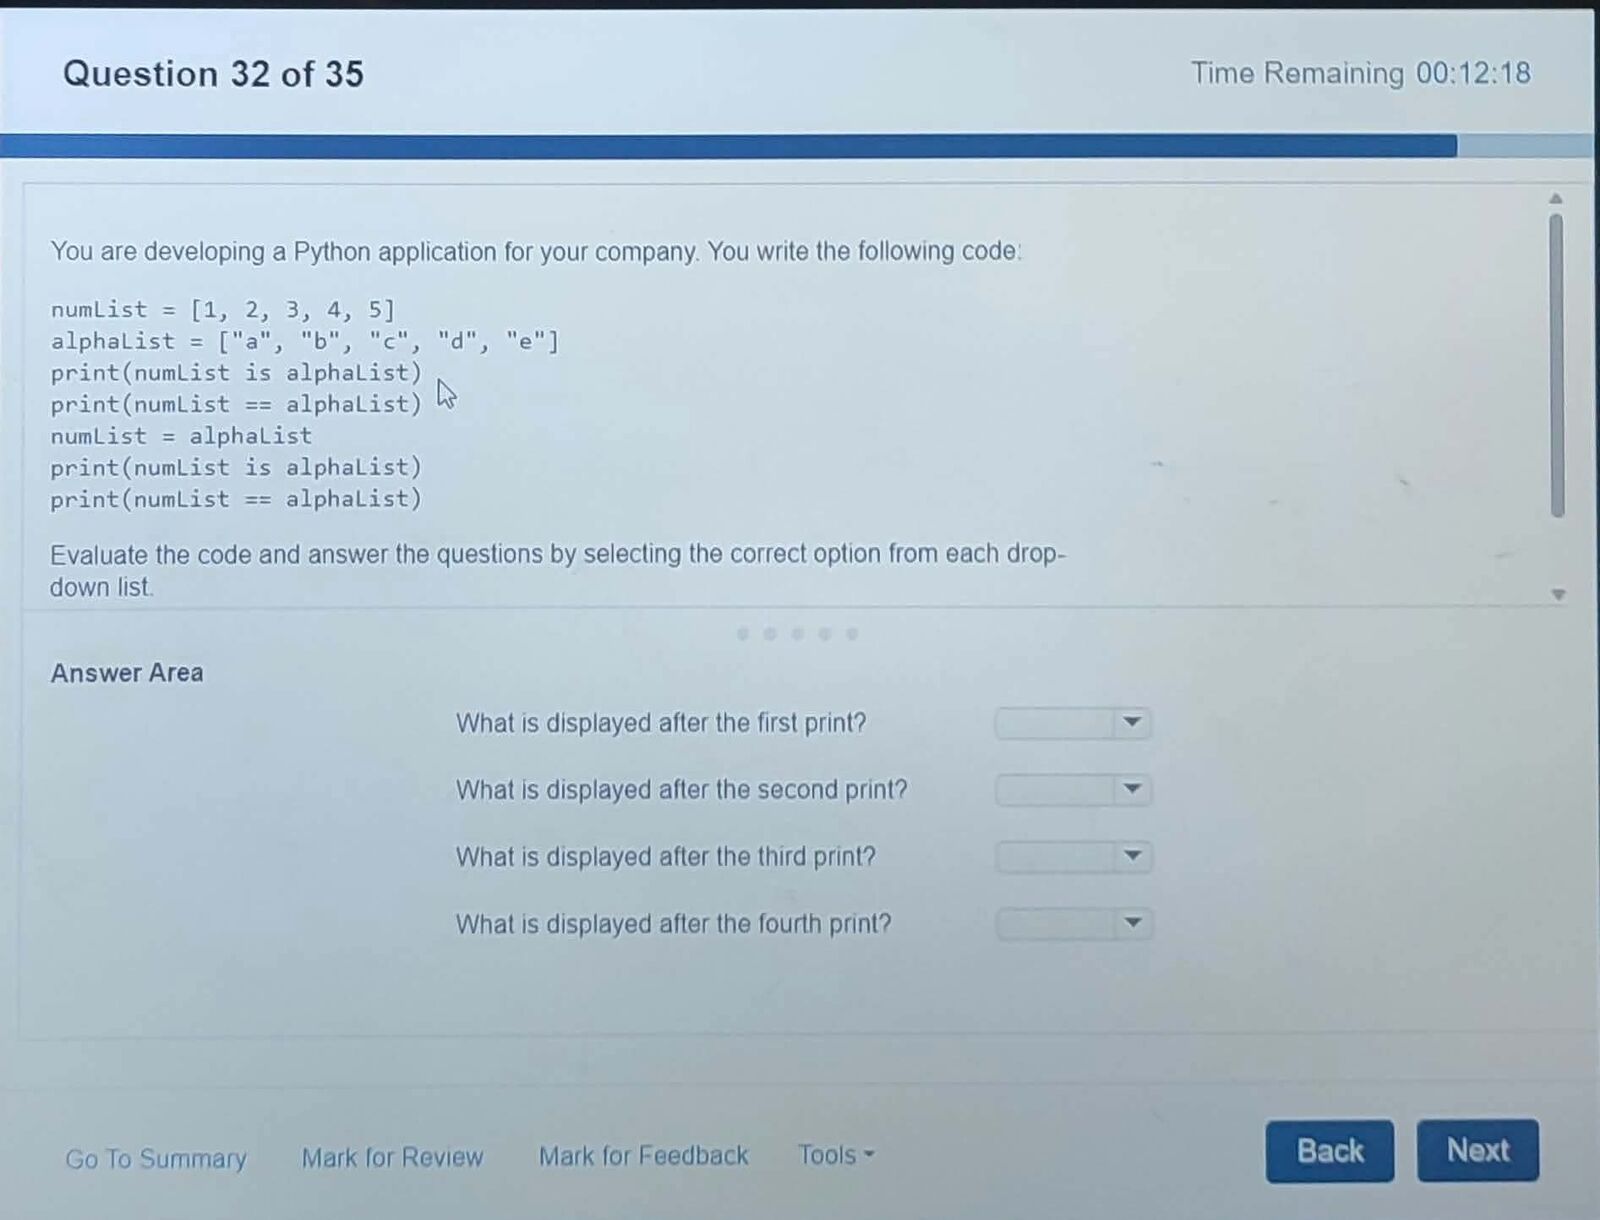 Question 32 of 35
Time Remaining 00:12:18
You are developing a Python application for your company. You write the following code:
numList = [1, 2, 3, 4, 5]
alphaList = ["a", "b", "c", "d", "e"]
print(numList is alphaList)
print(numList == alphaList)
numList = alphaList
print(numList is alphaList)
print(numList == alphaList)
Evaluate the code and answer the questions by selecting the correct option from each drop-
down list.
Answer Area
What is displayed after the first print?
What is displayed after the second print?
What is displayed after the third print?
What is displayed after the fourth print?
Go To Summary
Mark for Review
Mark for Feedback
Tools
Back
Next